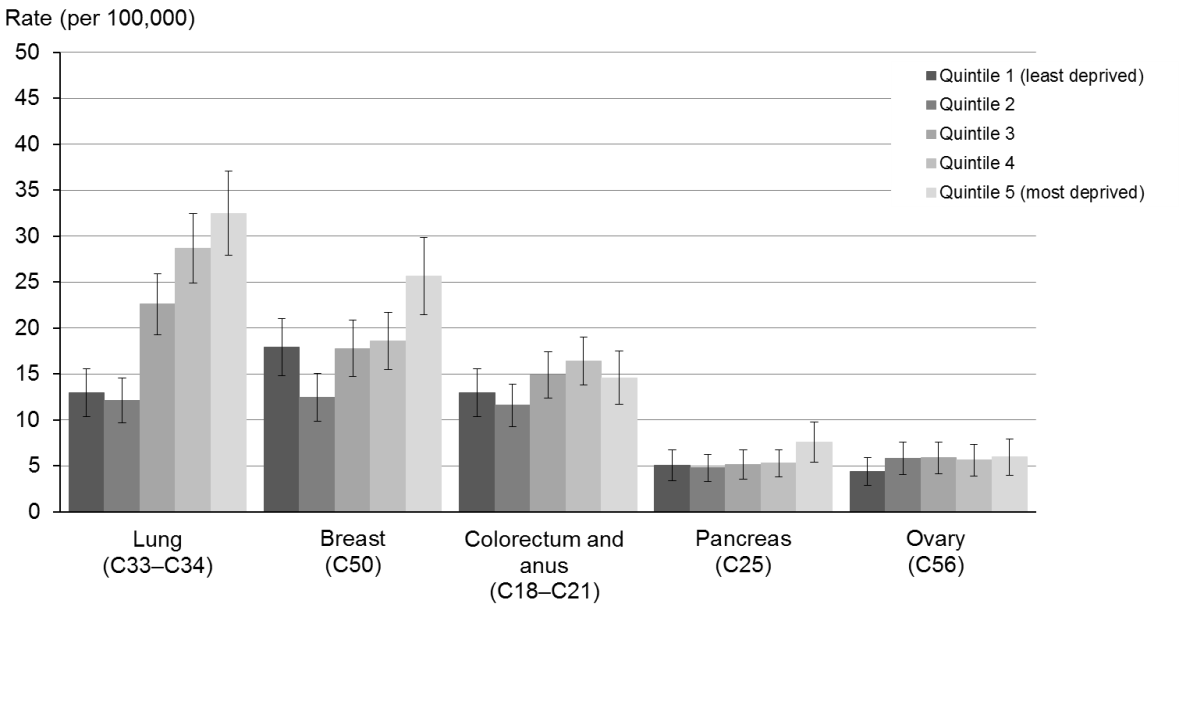 Rate (per 100,000)
50
45
40
35
30
25
20
15
10
5
0
Quintile 1 (least deprived)
Quintile 2
Quintile 3
Quintile 4
Quintile 5 (most deprived)
Lung
(C33–C34)
Breast
(C50)
Colorectum and
anus
(C18–C21)
Pancreas
(C25)
Ovary
(C56)